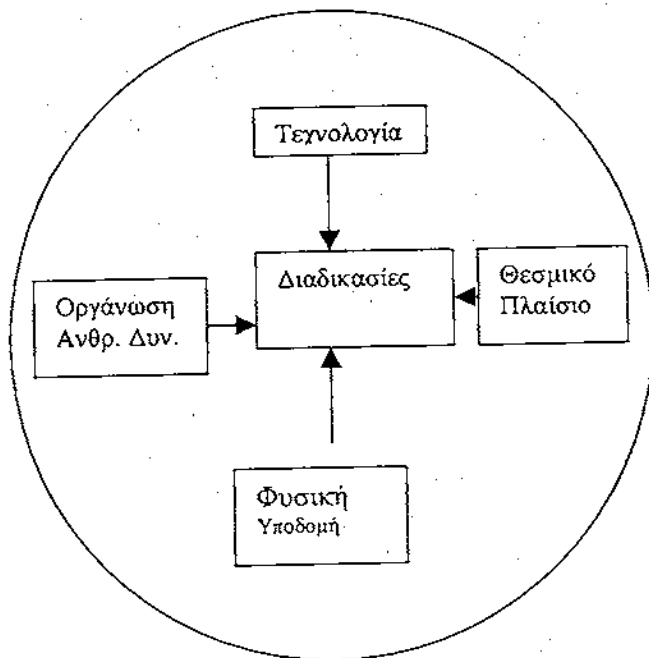 Τεχνολογία
Διαδικασίες
Θεσμικό
Πλαίσιο
Οργάνωση
Ανθρ. Δυν.
Φυσική
Υποδομή